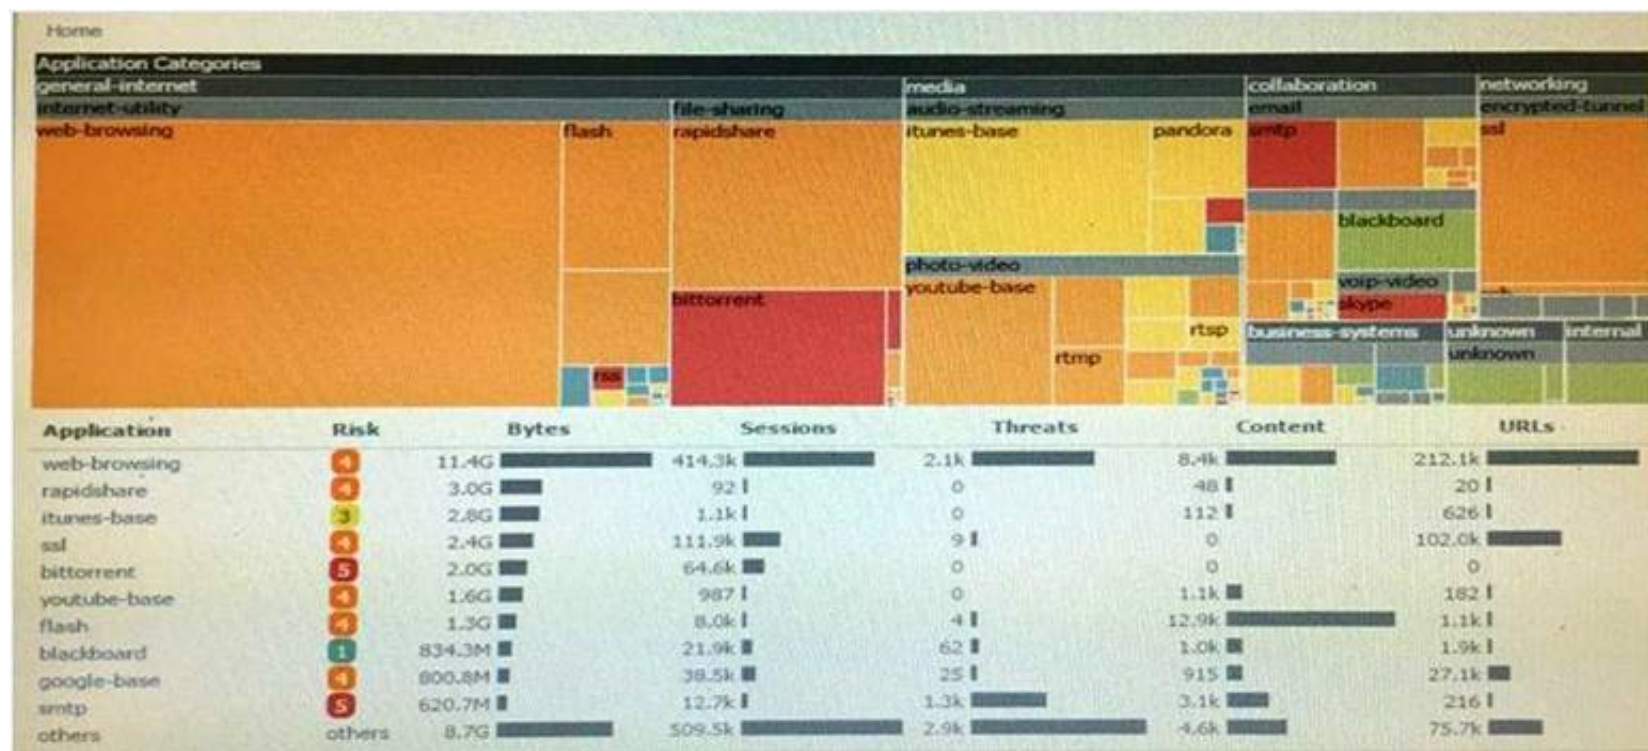 Home
Application Categories
general-internet media collaboration networking
internet-utility file-sharing audio-streaming email encrypted-tunnel
web-browsing flash rapidshare itunes-base pandora smtp ssl
blackboard
photo-video
youtube-base voip-video
bittorrent skype
rtsp business-systems unknown internal
rtmp unknown
rss
Application Risk Bytes Sessions Threats Content URLs
web-browsing 4 11.4G 414.3k 2.1k 8.4k 212.1k
rapidshare 4 3.0G 92 0 48 20
itunes-base 3 2.8G 1.1k 0 112 626
ssl 4 2.4G 111.9k 9 0 102.0k
bittorrent 5 2.0G 64.6k 0 0 0
youtube-base 4 1.6G 987 0 1.1k 182
flash 4 1.3G 8.0k 4 12.9k 1.1k
blackboard 1 834.3M 21.9k 62 1.0k 1.9k
google-base 4 800.8M 38.5k 25 915 27.1k
smtp 5 620.7M 12.7k 1.3k 3.1k 216
others others 8.7G 509.5k 2.9k 4.6k 75.7k